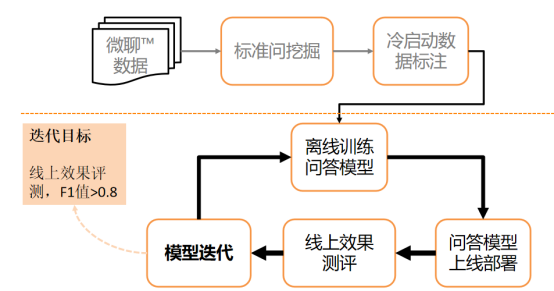 微聊™
数据
标准问挖掘
冷启动数
据标注
迭代目标
线上效果评
测，F1值>0.8
离线训练
问答模型
模型迭代
线上效果
测评
问答模型
上线部署